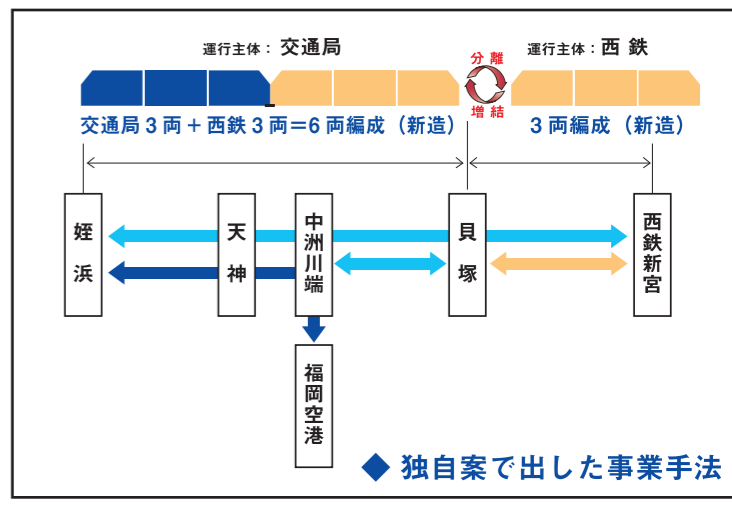 運行主体：交通局
運行主体：西鉄
分離
増結
交通局３両＋西鉄３両＝6両編成（新造）
３両編成（新造）
姪浜
天神
中洲川端
貝塚
西鉄新宮
福岡空港
◆ 独自案で出した事業手法